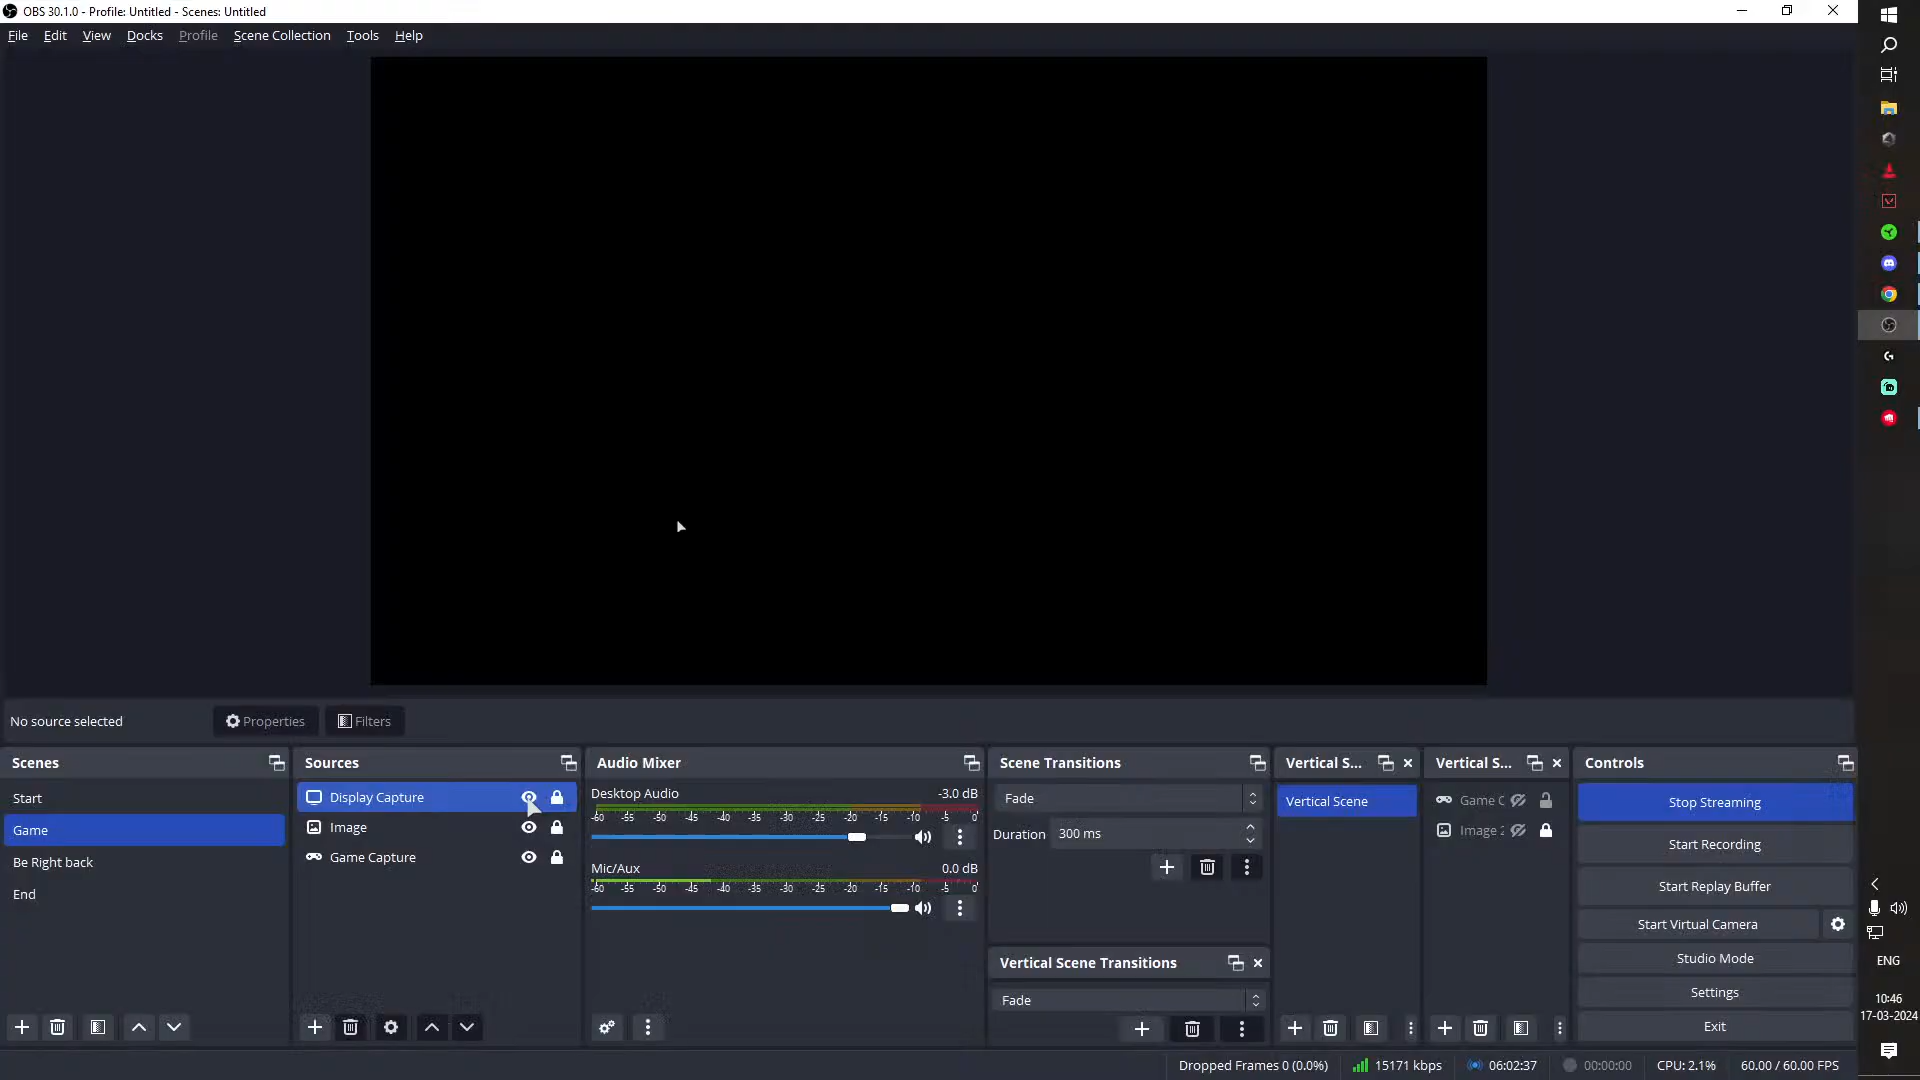 OBS 30.1.0 - Profile: Untitled - Scenes: Untitled
File Edit View Docks Profile Scene Collection Tools Help
No source selected Properties Filters
Scenes
Start
Game
Be Right back
End
Sources
Display Capture
Image
Game Capture
Audio Mixer
Desktop Audio -3.0 dB
-60 -55 -50 -45 -40 -35 -30 -25 -20 -15 -10 -5 0
Mic/Aux 0.0 dB
-60 -55 -50 -45 -40 -35 -30 -25 -20 -15 -10 -5 0
Scene Transitions
Fade
Duration 300 ms
Vertical Scene Transitions
Fade
Vertical S...
Vertical Scene
Vertical S...
Game C
Image 2
Controls
Stop Streaming
Start Recording
Start Replay Buffer
Start Virtual Camera
Studio Mode
Settings
Exit
Dropped Frames 0 (0.0%) 15171 kbps 06:02:37 00:00:00 CPU: 2.1% 60.00 / 60.00 FPS
ENG
10:46
17-03-2024